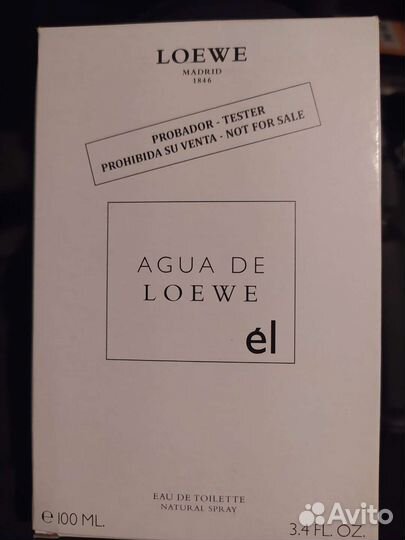 LOEWE
MADRID
1846
PROBADOR - TESTER
PROHIBIDA SU VENTA - NOT FOR SALE
AGUA DE
LOEWE
él
EAU DE TOILETTE
NATURAL SPRAY
e 100 ML.
3.4 FL. OZ.
Avito